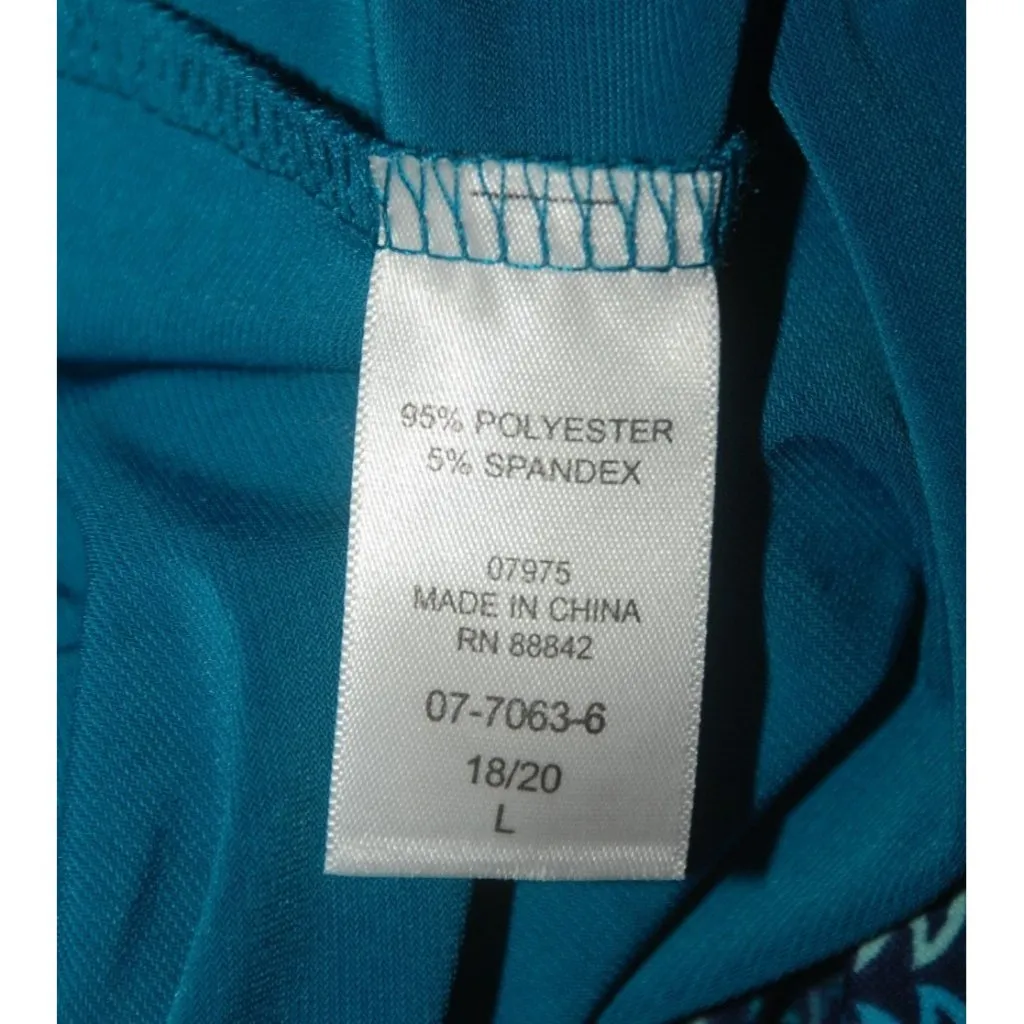 95% POLYESTER
5% SPANDEX
07975
MADE IN CHINA
RN 88842
07-7063-6
18/20
L